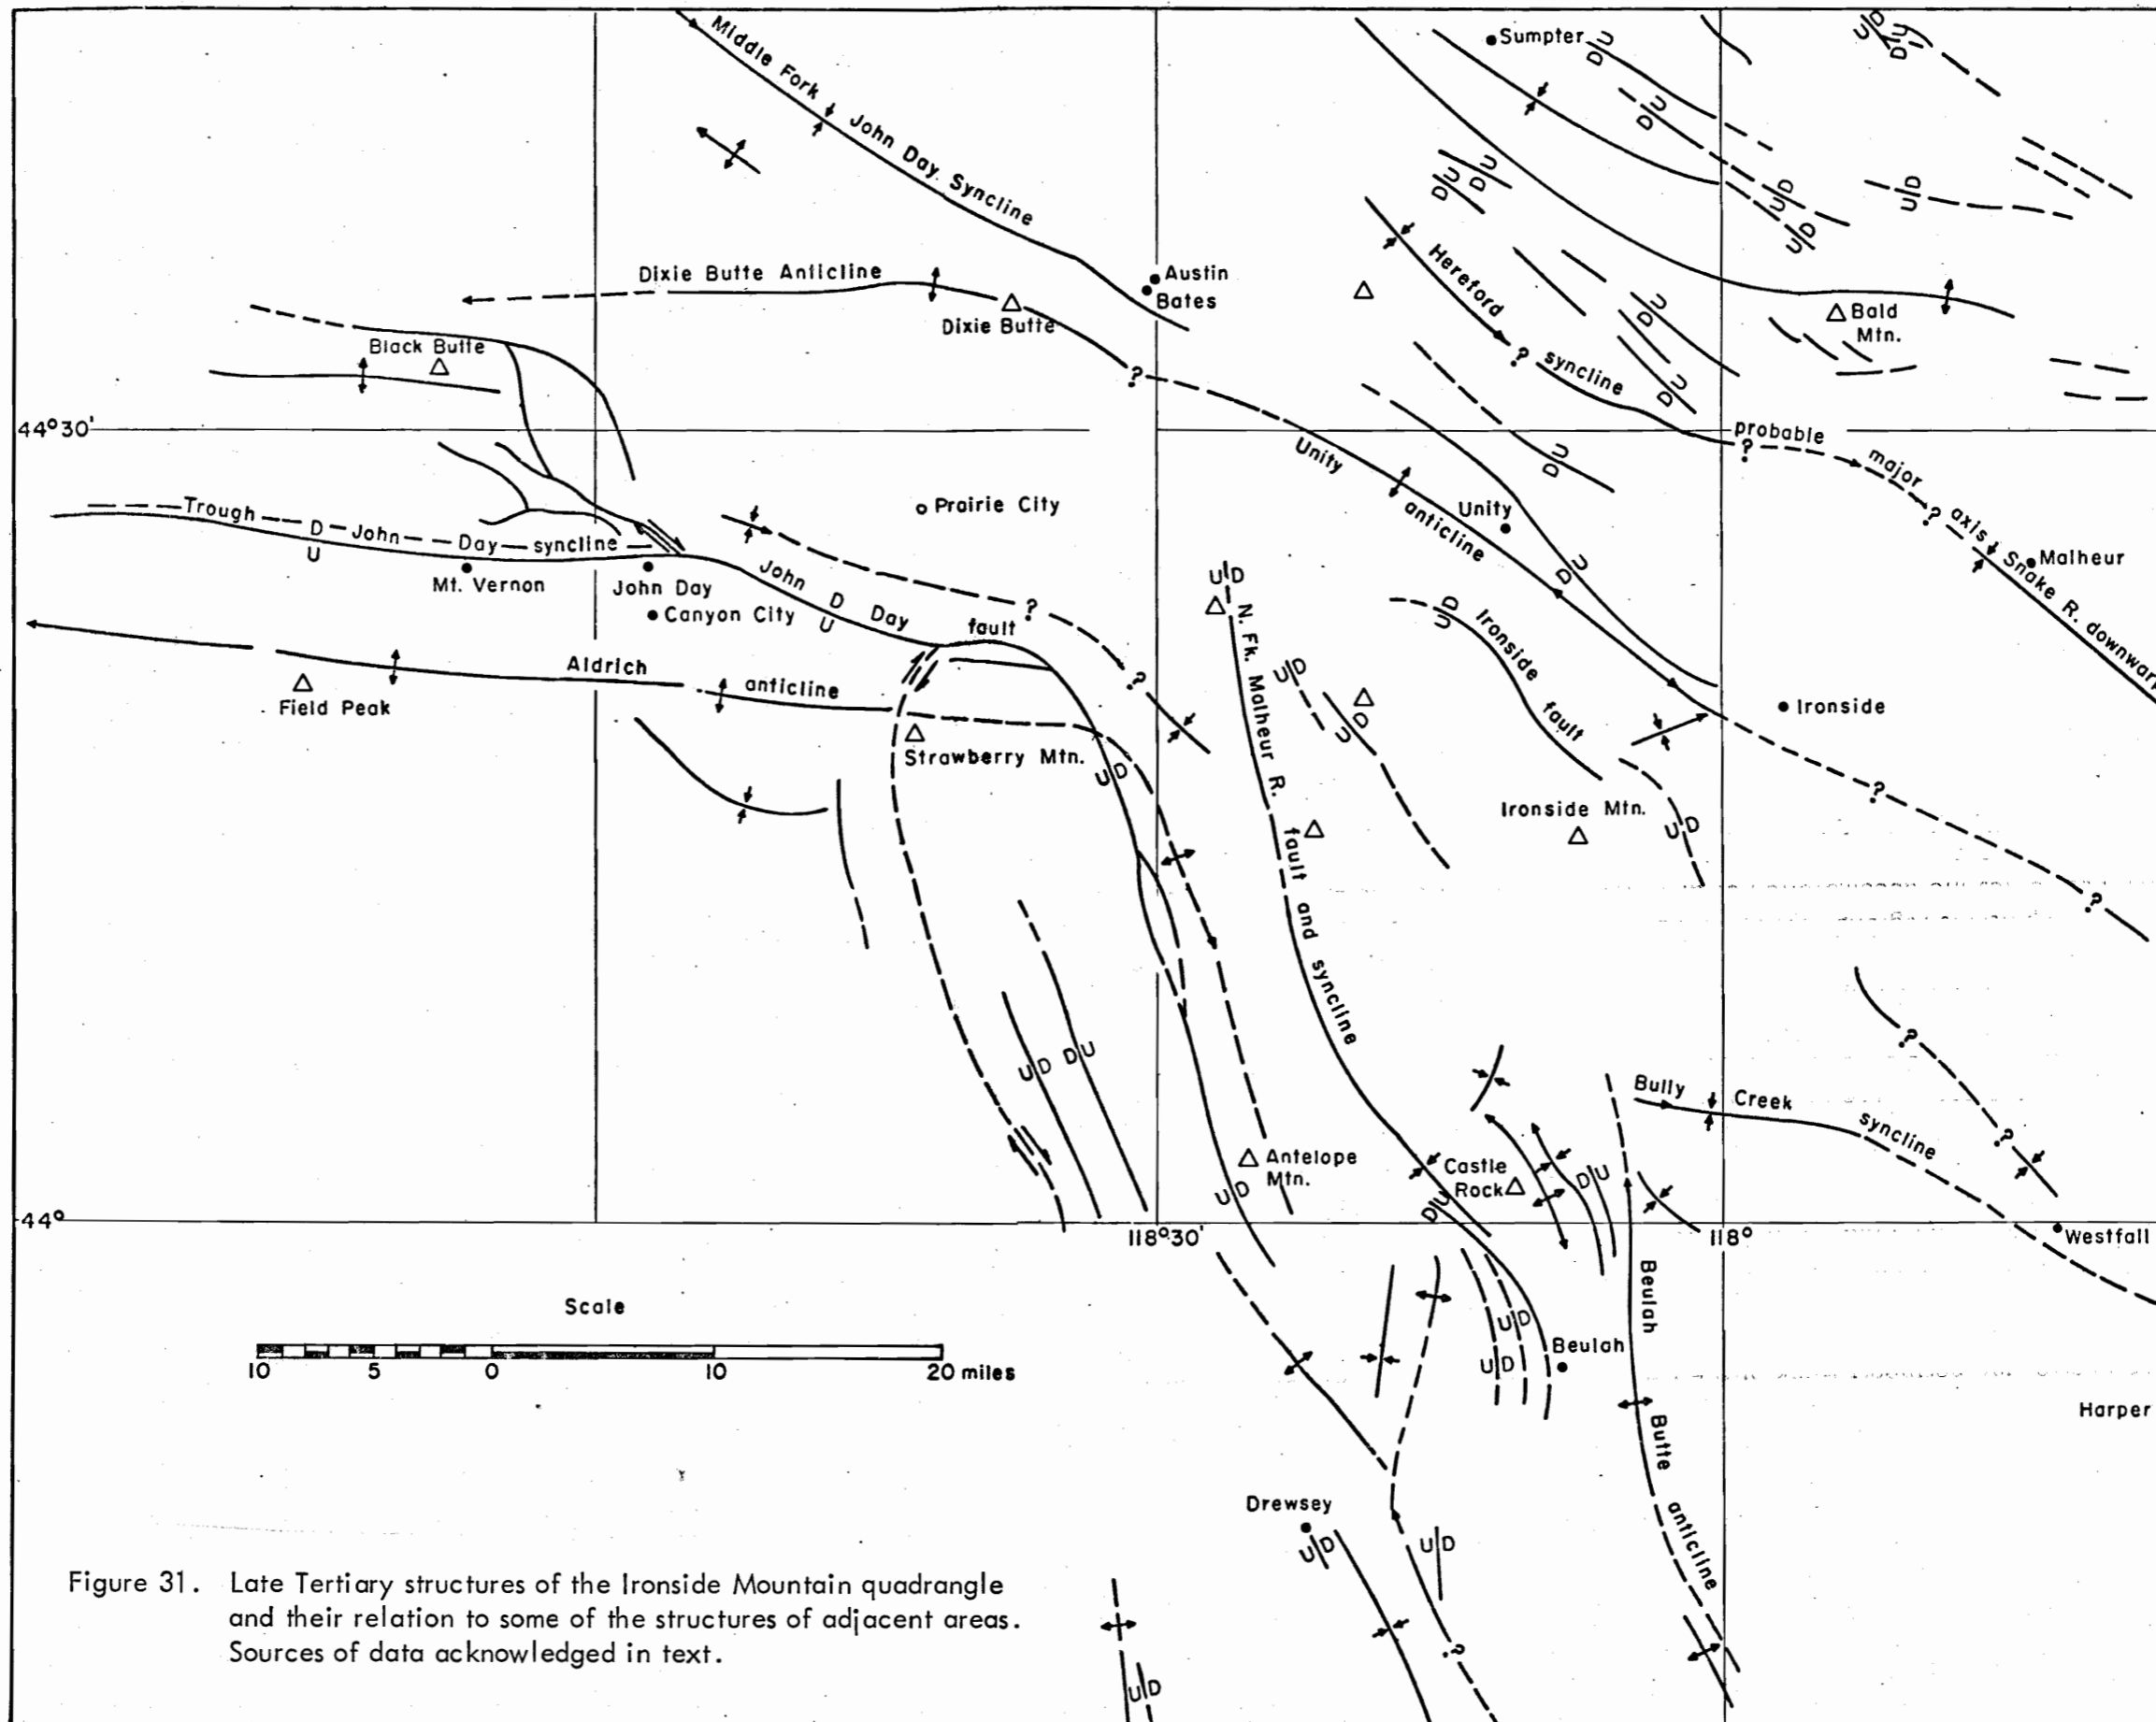 Middle Fork John Day Syncline
Sumpter
U
D
U
D
U
D
U
D
U
D
U
D
U
D
U
D
U
D
Austin
Bates
Dixie Butte Anticline
Dixie Butte
Black Butte
Hereford
? syncline
U
D
U
D
Bald
Mtn.
44°30'
?
probable
?
major
? axis
Snake R. downwarp
Malheur
Unity
anticline
Unity
U
D
U
D
Prairie City
Trough
D
U
John
Day
syncline
Mt. Vernon
John Day
Canyon City
John
D
U
Day
fault
?
?
U D
N. Fk. Malheur R. fault and syncline
U D
D
U
D
U
Ironside
fault
Ironside
Aldrich
anticline
Field Peak
Strawberry Mtn.
U D
Ironside Mtn.
U D
?
?
U D
D U
?
?
Bully Creek syncline
Antelope
Mtn.
U D
Castle
Rock
D U
D U
44°
118°30'
118°
Westfall
Scale
10 5 0 10 20 miles
U D
U D
Beulah
Beulah
Butte
anticline
Harper
Drewsey
U D
U D
?
U D
Figure 31. Late Tertiary structures of the Ironside Mountain quadrangle
and their relation to some of the structures of adjacent areas.
Sources of data acknowledged in text.